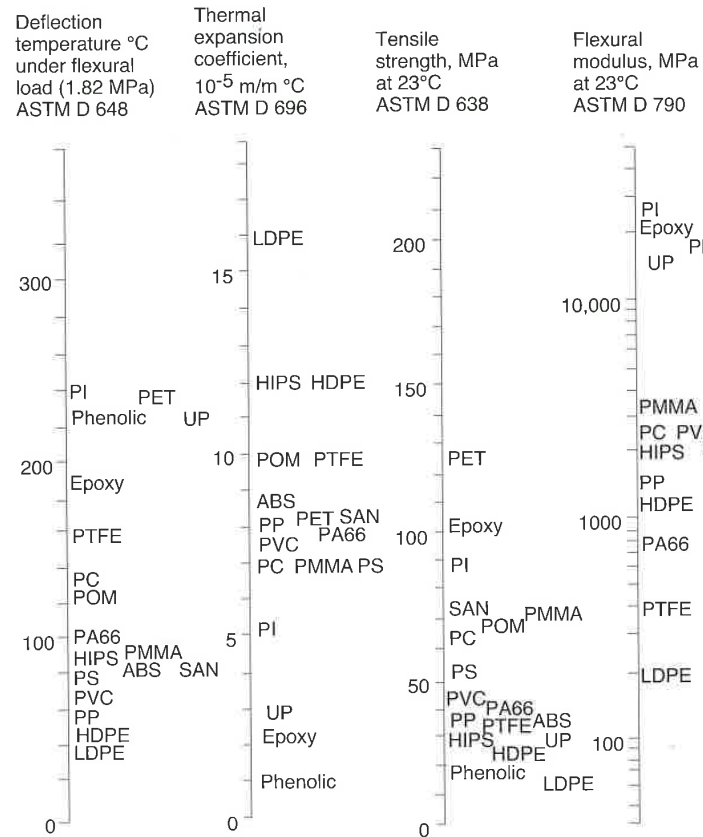 Deflection
temperature °C
under flexural
load (1.82 MPa)
ASTM D 648
300
PI PET
Phenolic UP
200
Epoxy
PTFE
PC
POM
100
PA66
HIPS PMMA
PS ABS SAN
PVC
PP
HDPE
LDPE
0
Thermal
expansion
coefficient,
10-5 m/m °C
ASTM D 696
LDPE
15
HIPS HDPE
10
POM PTFE
ABS
PP PET SAN
PVC PA66
PC PMMA PS
5
PI
UP
Epoxy
Phenolic
0
Tensile
strength, MPa
at 23°C
ASTM D 638
200
150
PET
100
Epoxy
PI
SAN PMMA
POM
PC
PS
50
PVC PA66
PP PTFE ABS
HIPS UP
HDPE
Phenolic LDPE
0
Flexural
modulus, MPa
at 23°C
ASTM D 790
PI
Epoxy
UP
10,000
PMMA
PC PV
HIPS
PP
HDPE
1000
PA66
PTFE
LDPE
100